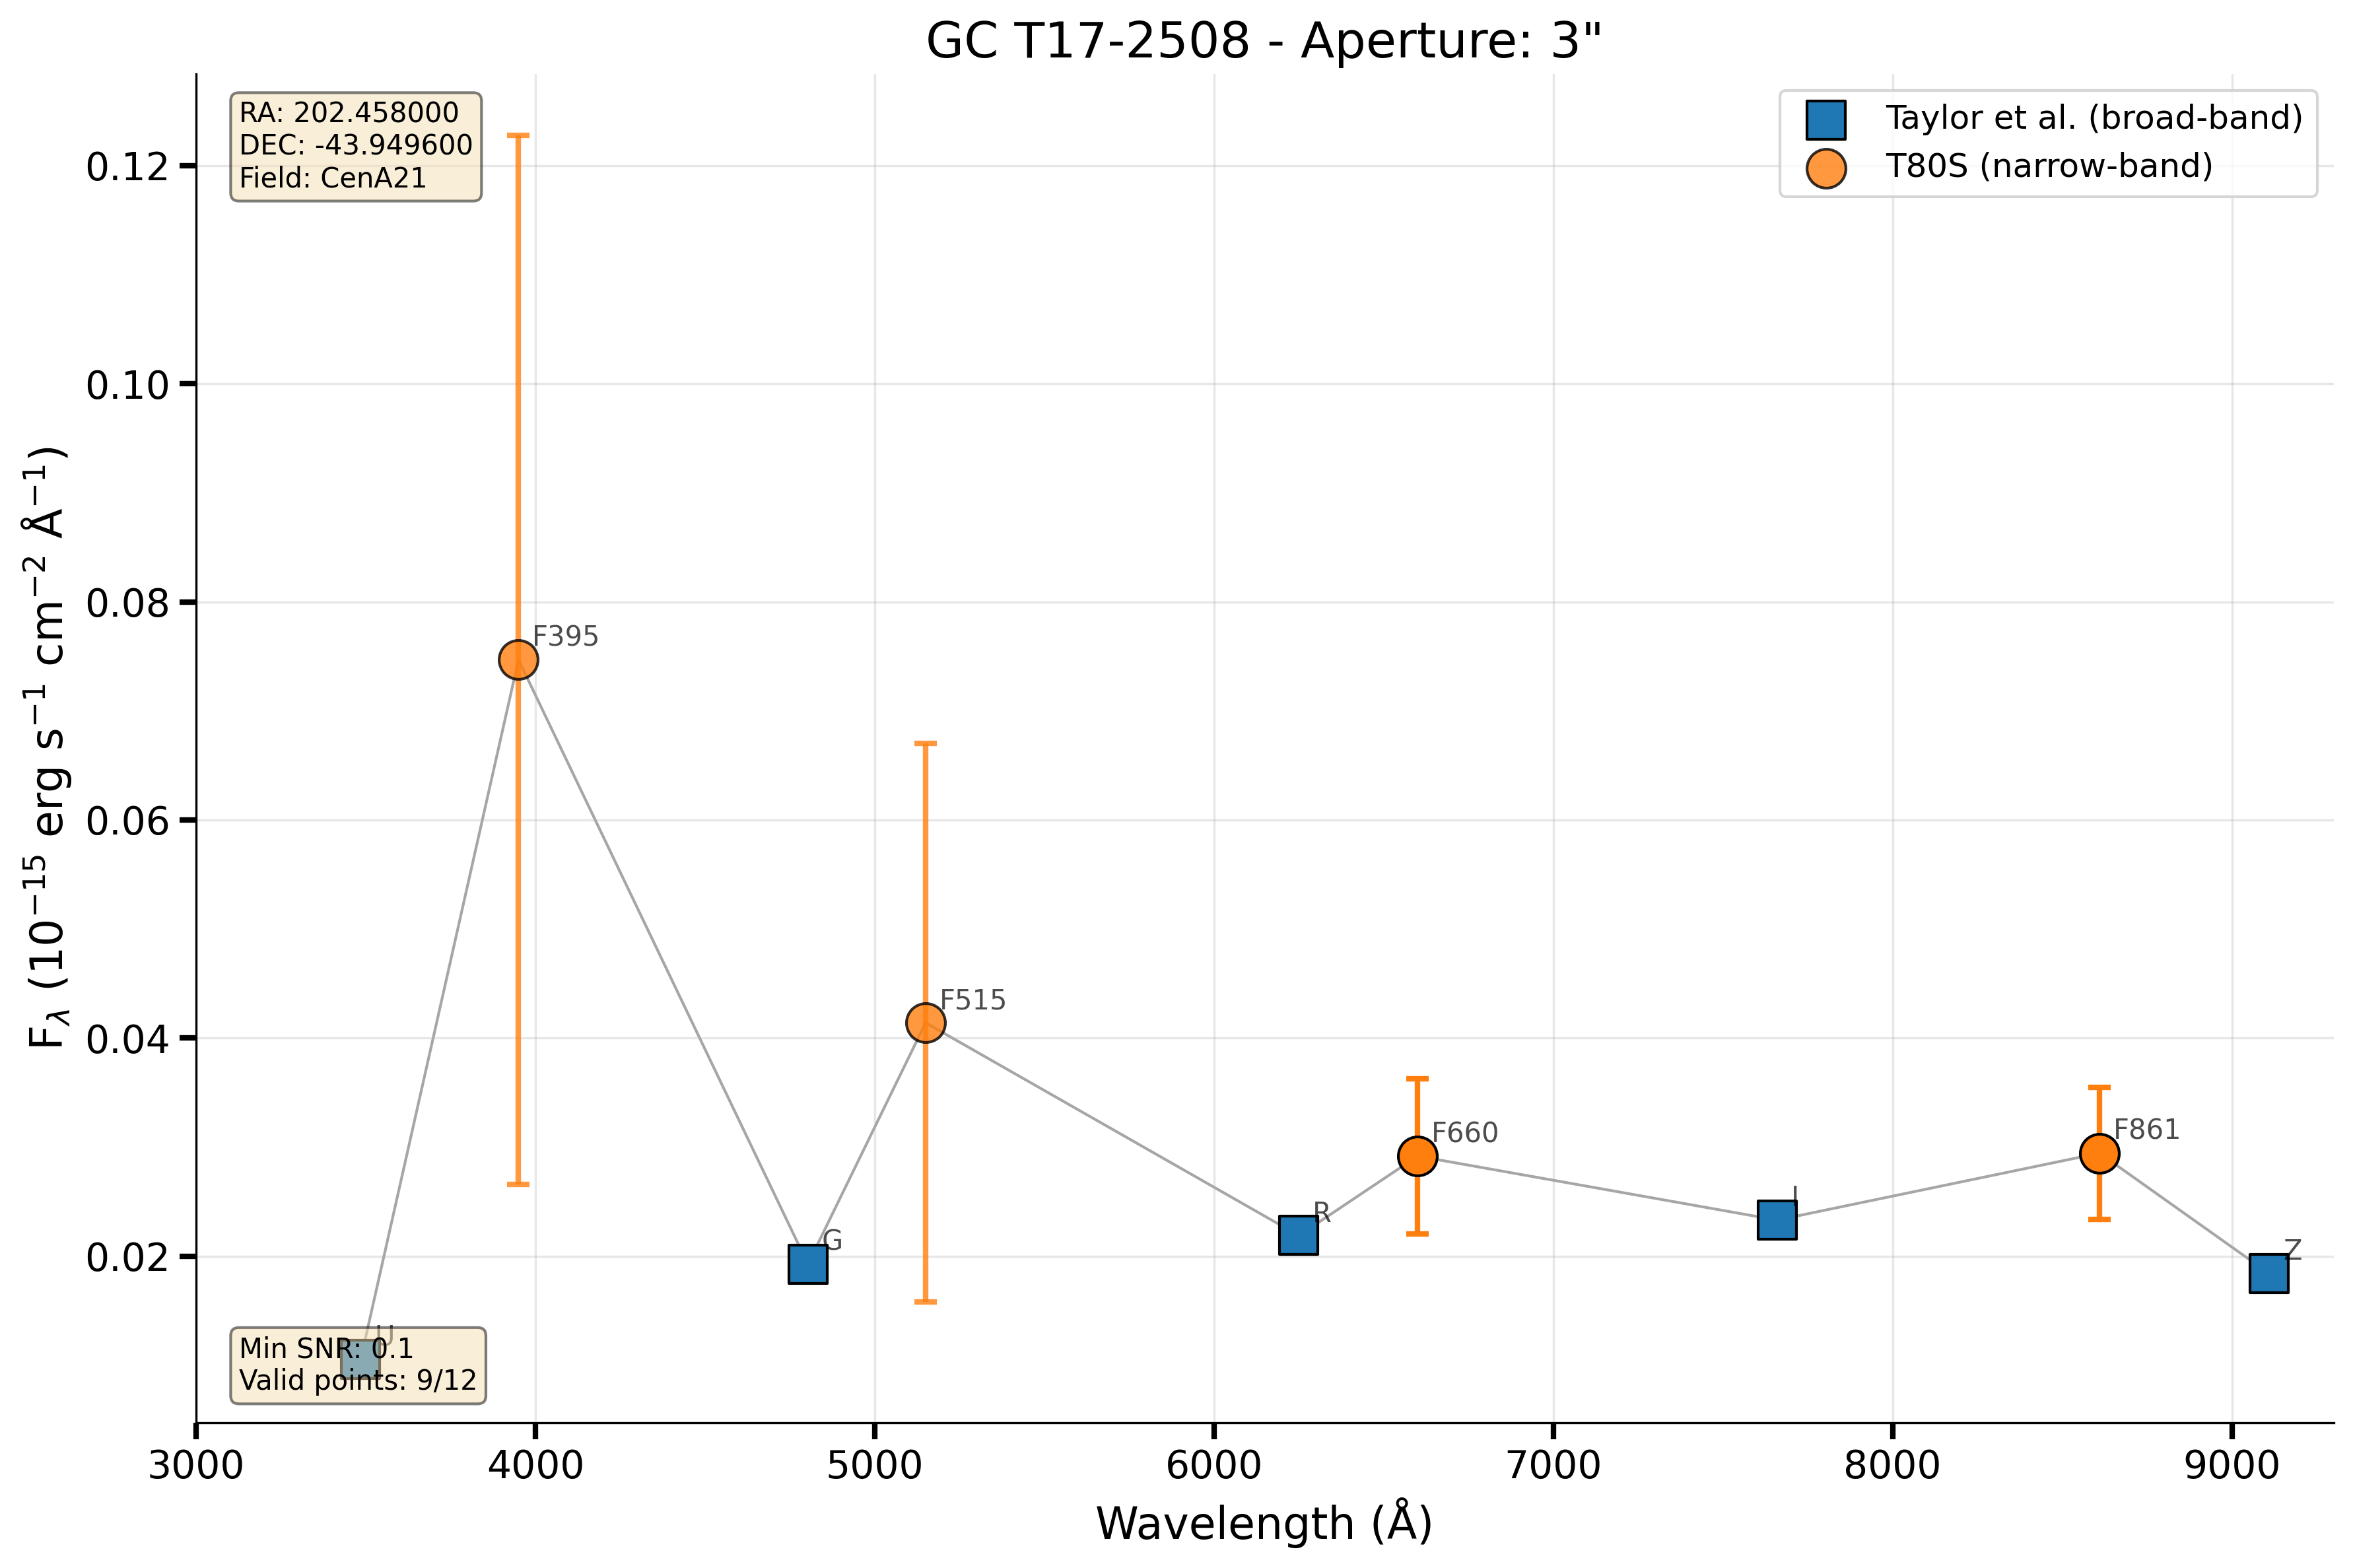 GC T17-2508 - Aperture: 3"
RA: 202.458000
DEC: -43.949600
Field: CenA21
Taylor et al. (broad-band)
T80S (narrow-band)
F_λ (10⁻¹⁵ erg s⁻¹ cm⁻² Å⁻¹)
0.12
0.10
0.08
0.06
0.04
0.02
F395
F515
F660
F861
U
G
R
I
Z
Min SNR: 0.1
Valid points: 9/12
3000 4000 5000 6000 7000 8000 9000
Wavelength (Å)